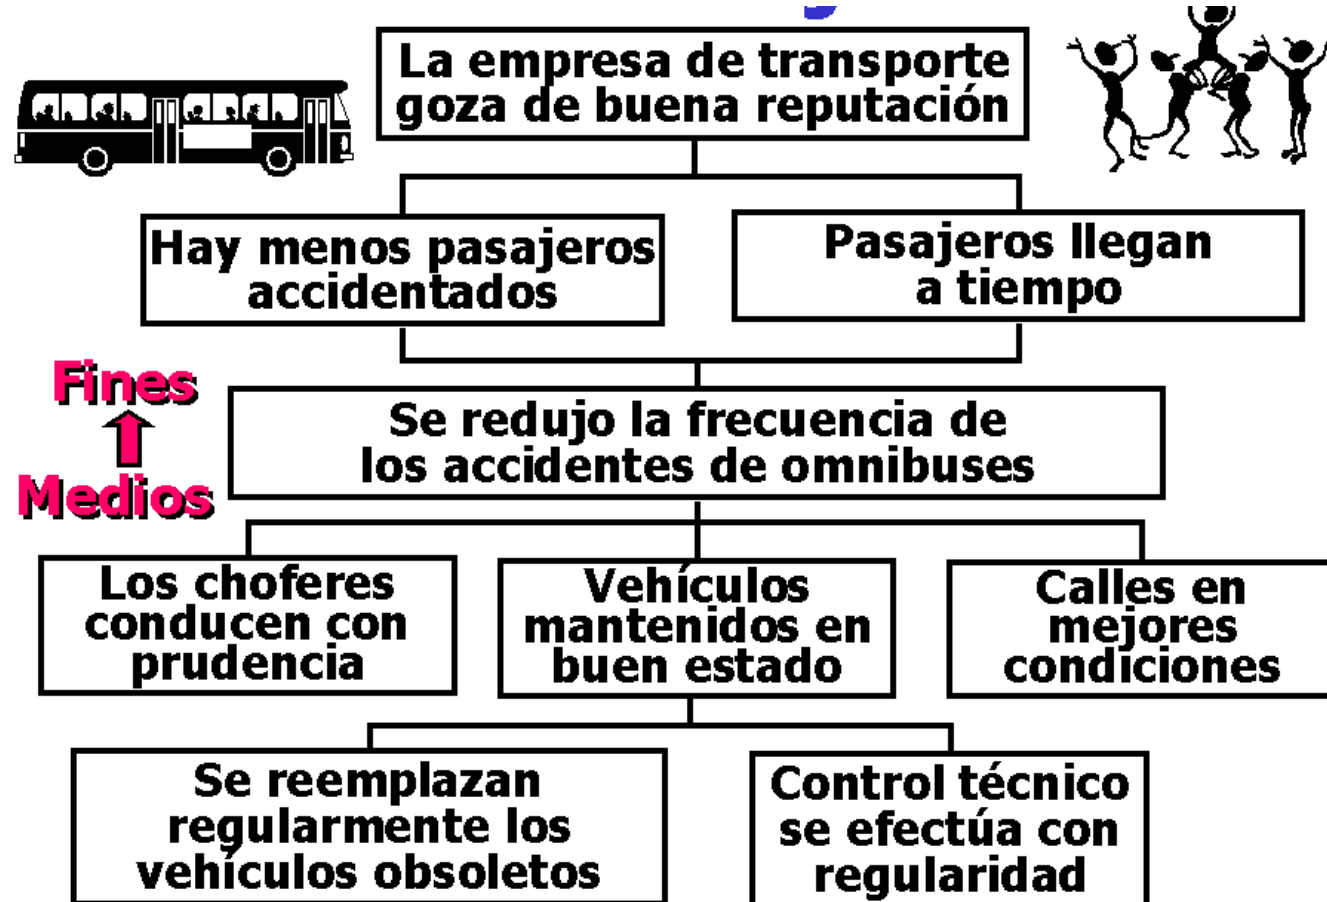 La empresa de transporte
goza de buena reputación
Hay menos pasajeros
accidentados
Pasajeros llegan
a tiempo
Fines
Medios
Se redujo la frecuencia de
los accidentes de omnibuses
Los choferes
conducen con
prudencia
Vehículos
mantenidos en
buen estado
Calles en
mejores
condiciones
Se reemplazan
regularmente los
vehículos obsoletos
Control técnico
se efectúa con
regularidad